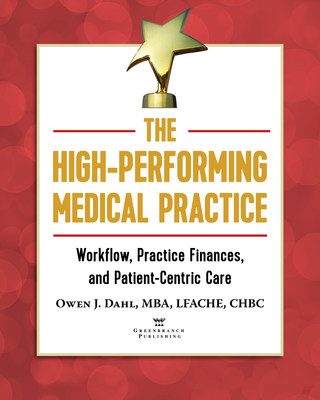 THE
HIGH-PERFORMING
MEDICAL PRACTICE
Workflow, Practice Finances,
and Patient-Centric Care
OWEN J. DAHL, MBA, LFACHE, CHBC
GREENBRANCH
PUBLISHING